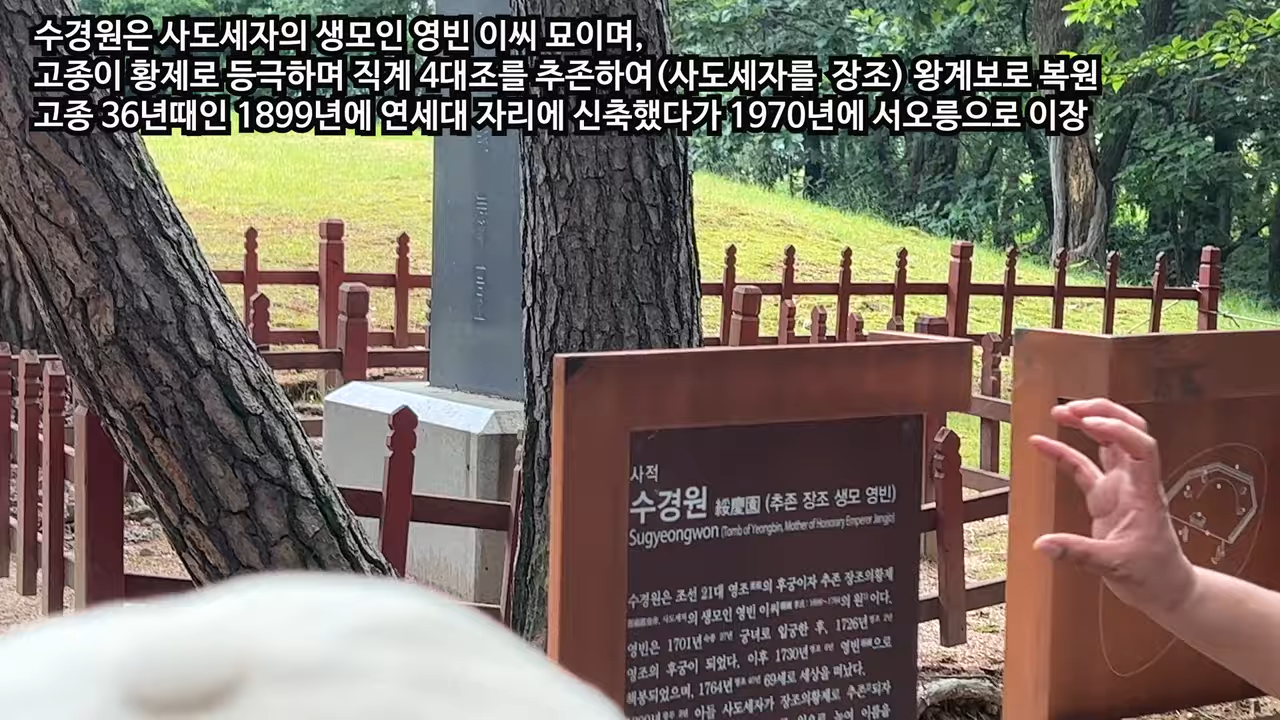 수경원은 사도세자의 생모인 영빈 이씨 묘이며,
고종이 황제로 등극하며 직계 4대조를 추존하여(사도세자를 장조) 왕계보로 복원
고종 36년때인 1899년에 연세대 자리에 신축했다가 1970년에 서오릉으로 이장
사적
수경원 綏慶園 (추존 장조 생모 영빈)
Sugyeongwon (Tomb of Yeongbin, Mother of Honorary Emperor Jangjo)
수경원은 조선 21대 영조의 후궁이자 추존 장조의황제
사도세자의 생모인 영빈 이씨의 원이다.
영빈은 1701년 궁녀로 입궁한 후, 1726년
영조의 후궁이 되었다. 이후 1730년 영빈으로
책봉되었으며, 1764년 69세로 세상을 떠났다.
아들 사도세자가 장조의황제로 추존되자